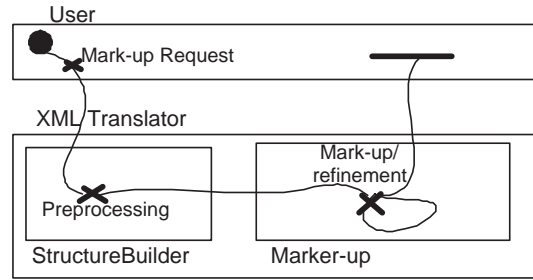 User
Mark-up Request
XML Translator
Mark-up/
refinement
Preprocessing
StructureBuilder
Marker-up